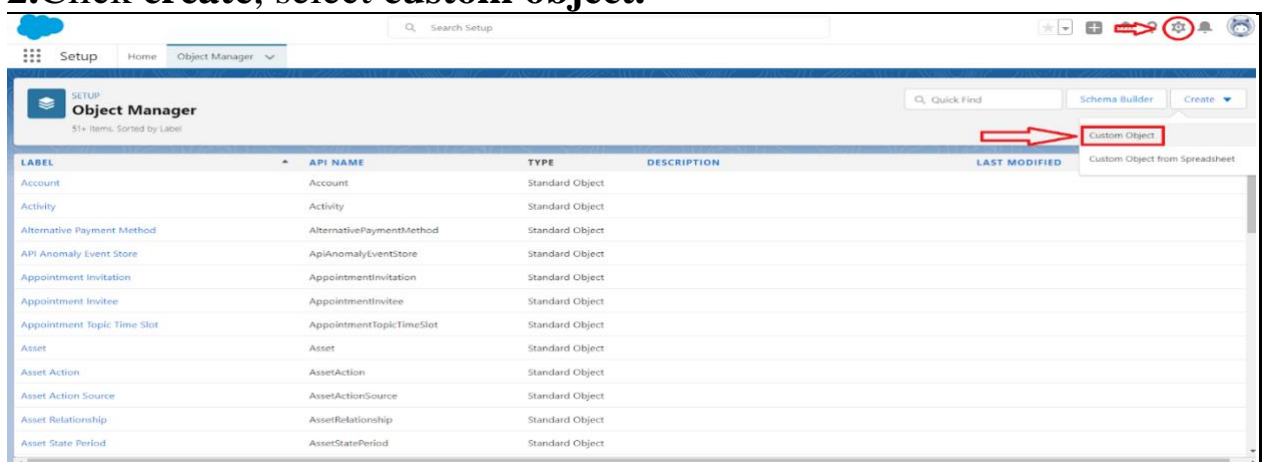 2.Click create, select custom object.
Search Setup
Setup Home Object Manager
SETUP
Object Manager
51+ Items. Sorted by Label
Quick Find Schema Builder Create
Custom Object
Custom Object from Spreadsheet
LABEL API NAME TYPE DESCRIPTION LAST MODIFIED
Account Account Standard Object
Activity Activity Standard Object
Alternative Payment Method AlternativePaymentMethod Standard Object
API Anomaly Event Store ApiAnomalyEventStore Standard Object
Appointment Invitation AppointmentInvitation Standard Object
Appointment Invitee AppointmentInvitee Standard Object
Appointment Topic Time Slot AppointmentTopicTimeSlot Standard Object
Asset Asset Standard Object
Asset Action AssetAction Standard Object
Asset Action Source AssetActionSource Standard Object
Asset Relationship AssetRelationship Standard Object
Asset State Period AssetStatePeriod Standard Object